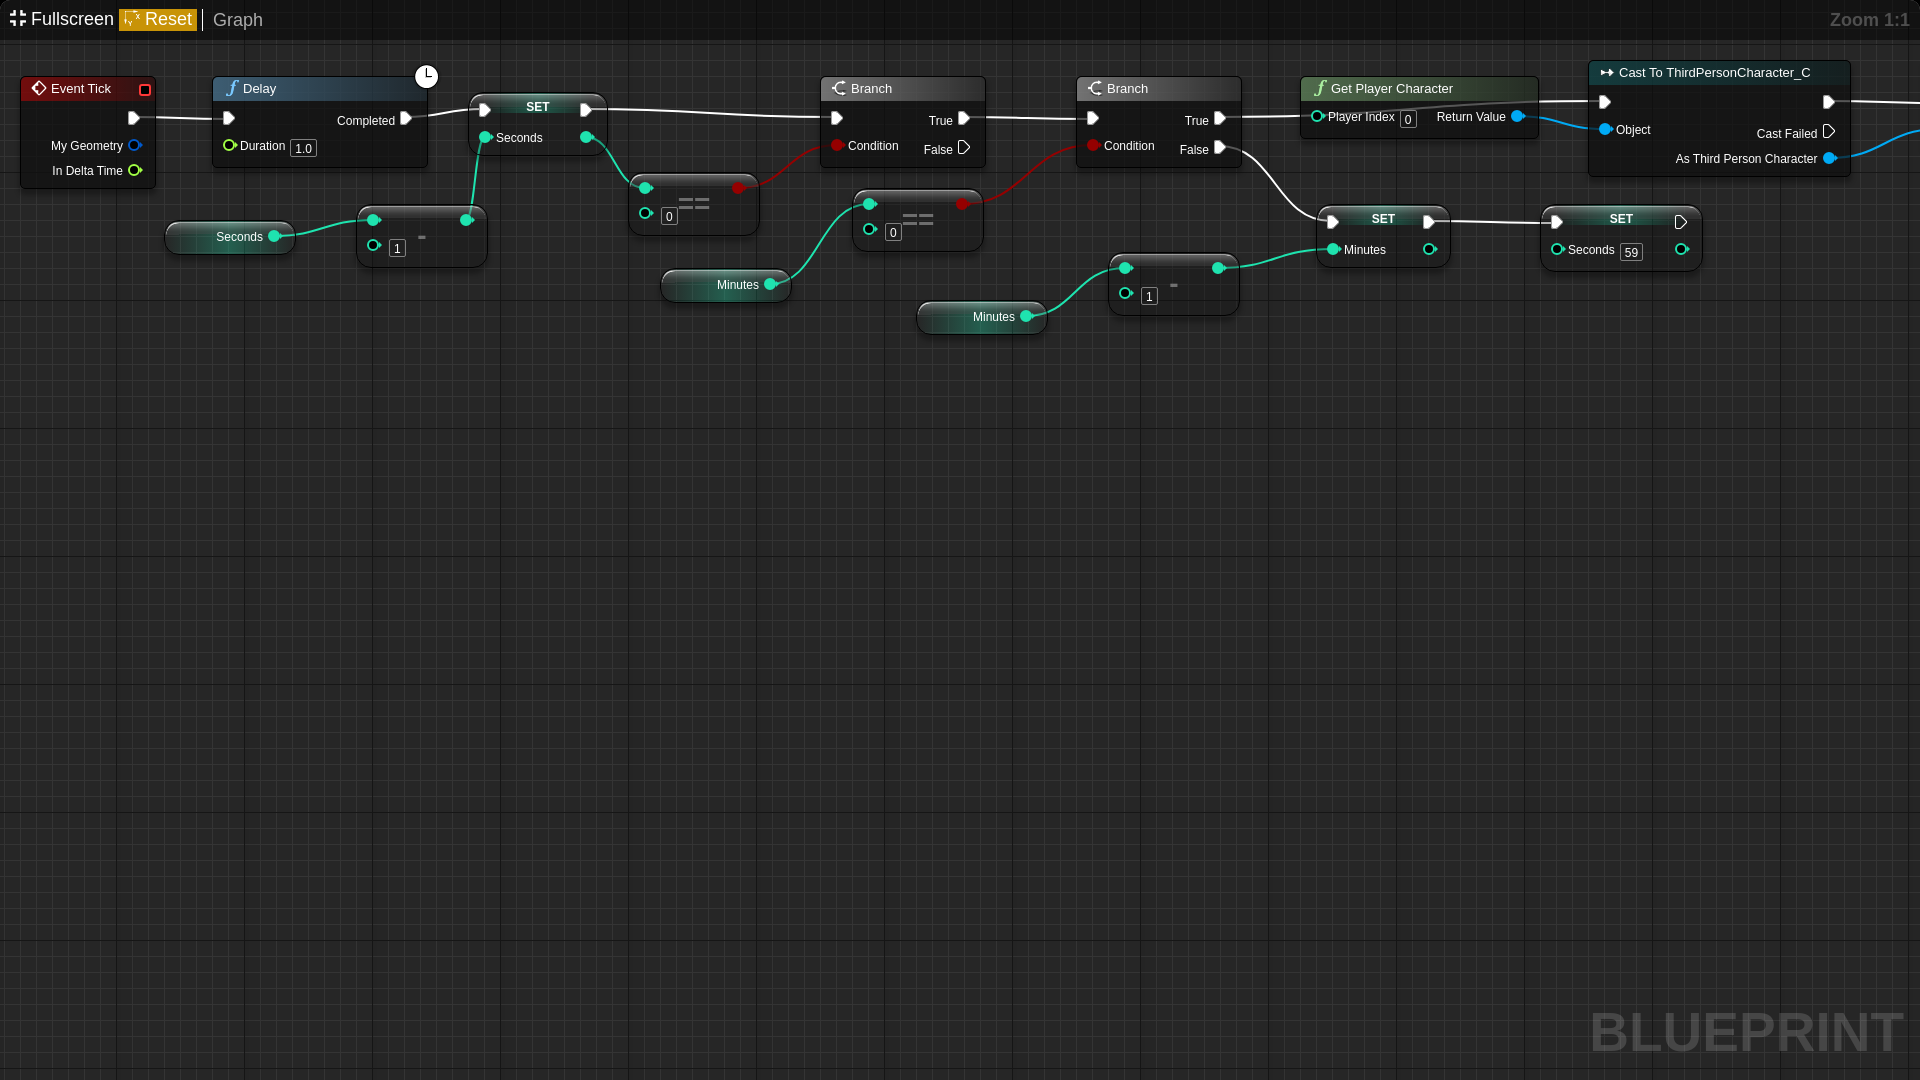 Fullscreen Reset Graph Zoom 1:1
Event Tick
My Geometry
In Delta Time
Delay
Completed
Duration 1.0
SET
Seconds
Seconds
1 -
0 ==
Branch
True
Condition
False
Minutes
0 ==
Branch
True
Condition
False
Minutes
1 -
Get Player Character
Player Index 0 Return Value
SET
Minutes
SET
Seconds 59
Cast To ThirdPersonCharacter_C
Object
Cast Failed
As Third Person Character
BLUEPRINT